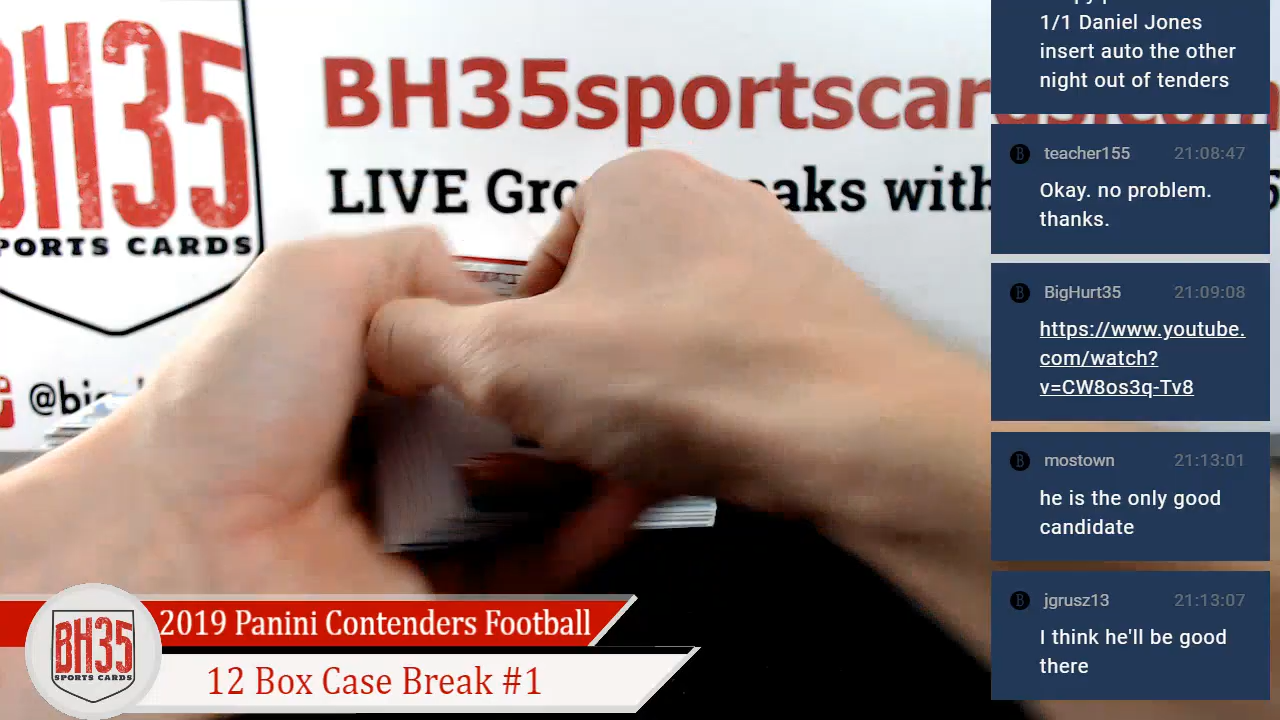 BH35
SPORTS CARDS
BH35sportscar
LIVE Gro aks with
@big
1/1 Daniel Jones
insert auto the other
night out of tenders
teacher155 21:08:47
Okay. no problem.
thanks.
BigHurt35 21:09:08
https://www.youtube.
com/watch?
v=CW8os3q-Tv8
mostown 21:13:01
he is the only good
candidate
jgrusz13 21:13:07
I think he'll be good
there
BH35
SPORTS CARDS
2019 Panini Contenders Football
12 Box Case Break #1